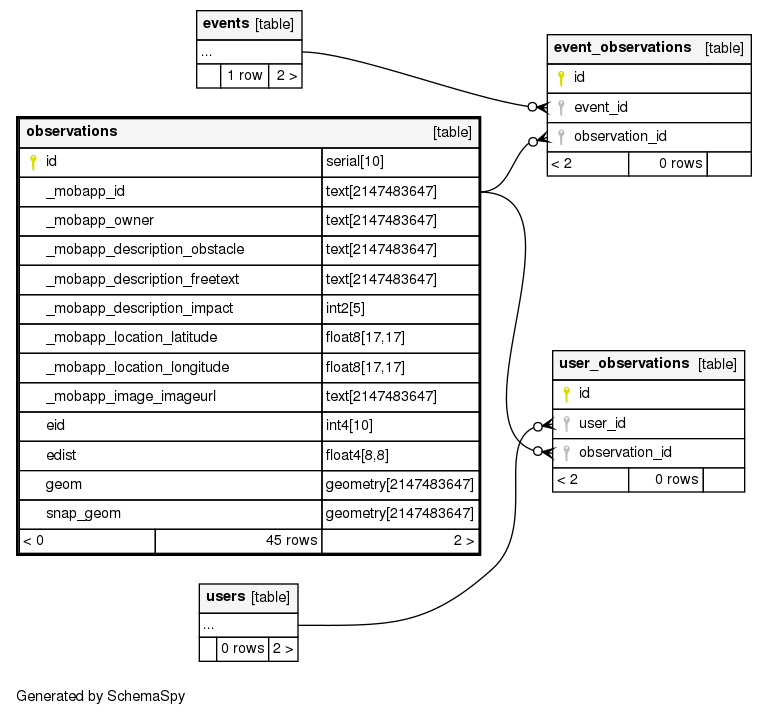 events [table]
...
1 row 2 >
event_observations [table]
id
event_id
observation_id
< 2 0 rows
observations [table]
id serial[10]
_mobapp_id text[2147483647]
_mobapp_owner text[2147483647]
_mobapp_description_obstacle text[2147483647]
_mobapp_description_freetext text[2147483647]
_mobapp_description_impact int2[5]
_mobapp_location_latitude float8[17,17]
_mobapp_location_longitude float8[17,17]
_mobapp_image_imageurl text[2147483647]
eid int4[10]
edist float4[8,8]
geom geometry[2147483647]
snap_geom geometry[2147483647]
< 0 45 rows 2 >
user_observations [table]
id
user_id
observation_id
< 2 0 rows
users [table]
...
0 rows 2 >
Generated by SchemaSpy